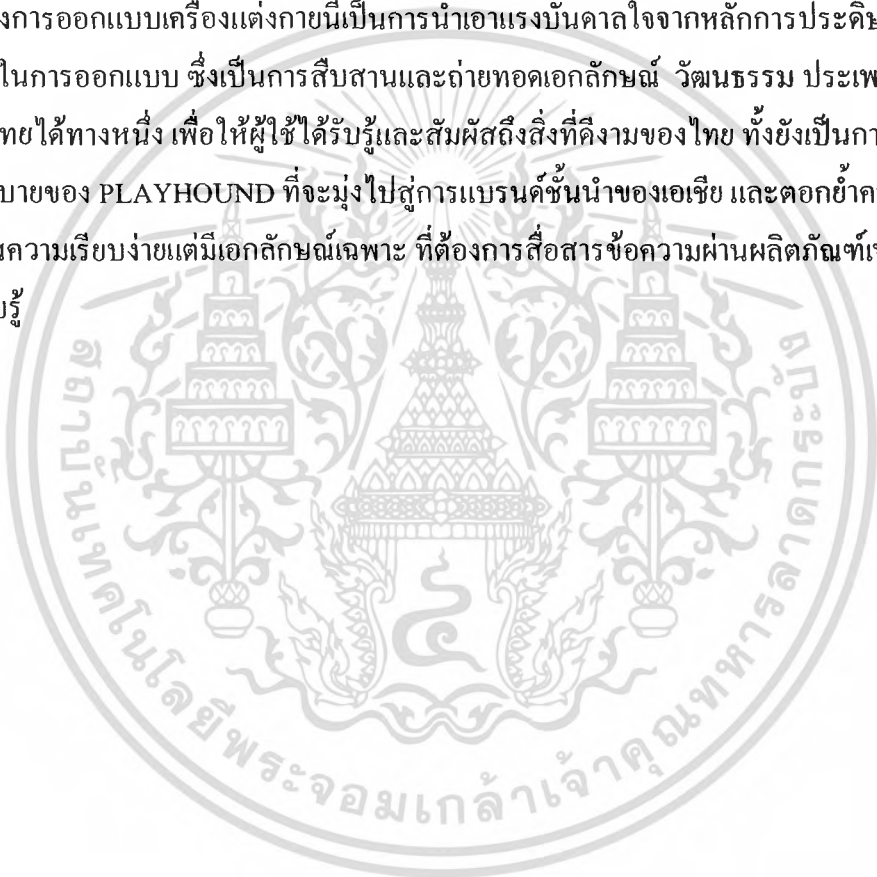 งการออกแบบเครื่องแต่งกายนี้เป็นการนำเอาแรงบันดาลใจจากหลักการประดิษ
ในการออกแบบ ซึ่งเป็นการสืบสานและถ่ายทอดเอกลักษณ์ วัฒนธรรม ประเพ
ทยได้ทางหนึ่ง เพื่อให้ผู้ใช้ได้รับรู้และสัมผัสถึงสิ่งที่ดีงามของไทย ทั้งยังเป็นกา
บายของ PLAYHOUND ที่จะมุ่งไปสู่การแบรนด์ชั้นนำของเอเชีย และตอกย้ำค
นความเรียบง่ายแต่มีเอกลักษณ์เฉพาะ ที่ต้องการสื่อสารข้อความผ่านผลิตภัณฑ์เ
บรู้
สถาบันเทคโนโลยีพระจอมเกล้าเจ้าคุณทหารลาดกระบัง